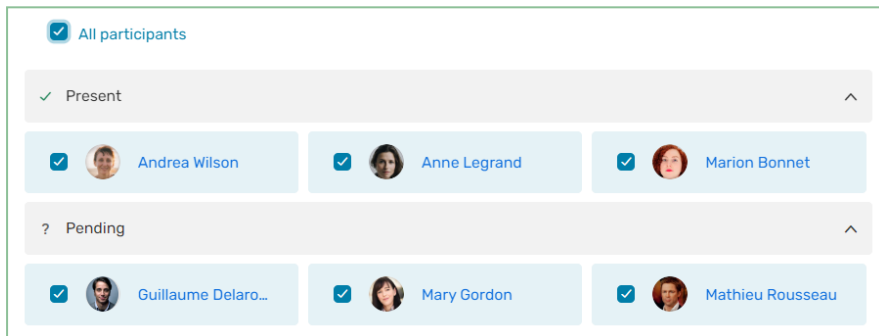 All participants
Present
Andrea Wilson
Anne Legrand
Marion Bonnet
? Pending
Guillaume Delaro...
Mary Gordon
Mathieu Rousseau